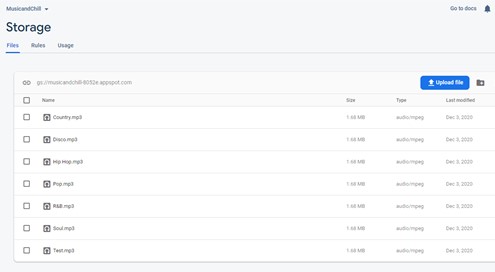 MusicandChill
Go to docs
Storage
Files Rules Usage
gs://musicandchill-8052e.appspot.com
Upload file
Name Size Type Last modified
Country.mp3 1.68 MB audio/mpeg Dec 3, 2020
Disco.mp3 1.68 MB audio/mpeg Dec 3, 2020
Hip Hop.mp3 1.68 MB audio/mpeg Dec 3, 2020
Pop.mp3 1.68 MB audio/mpeg Dec 3, 2020
R&B.mp3 1.68 MB audio/mpeg Dec 3, 2020
Soul.mp3 1.68 MB audio/mpeg Dec 3, 2020
Test.mp3 1.68 MB audio/mpeg Dec 3, 2020